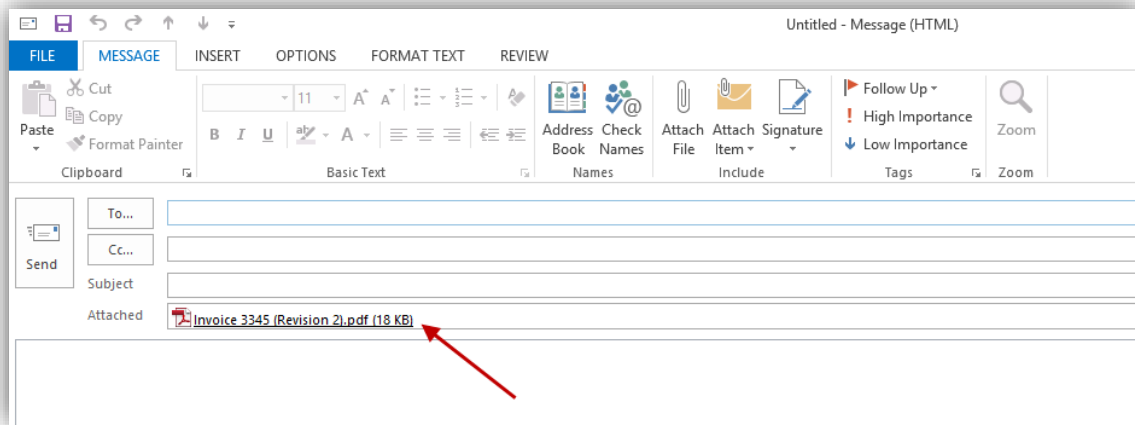 Untitled - Message (HTML)
FILE MESSAGE INSERT OPTIONS FORMAT TEXT REVIEW
Paste
Cut
Copy
Format Painter
Clipboard
11 A A
B I U aby A
Basic Text
Address Book
Check Names
Names
Attach File
Attach Item
Signature
Include
Follow Up
High Importance
Low Importance
Tags
Zoom
Zoom
Send
To...
Cc...
Subject
Attached Invoice 3345 (Revision 2).pdf (18 KB)